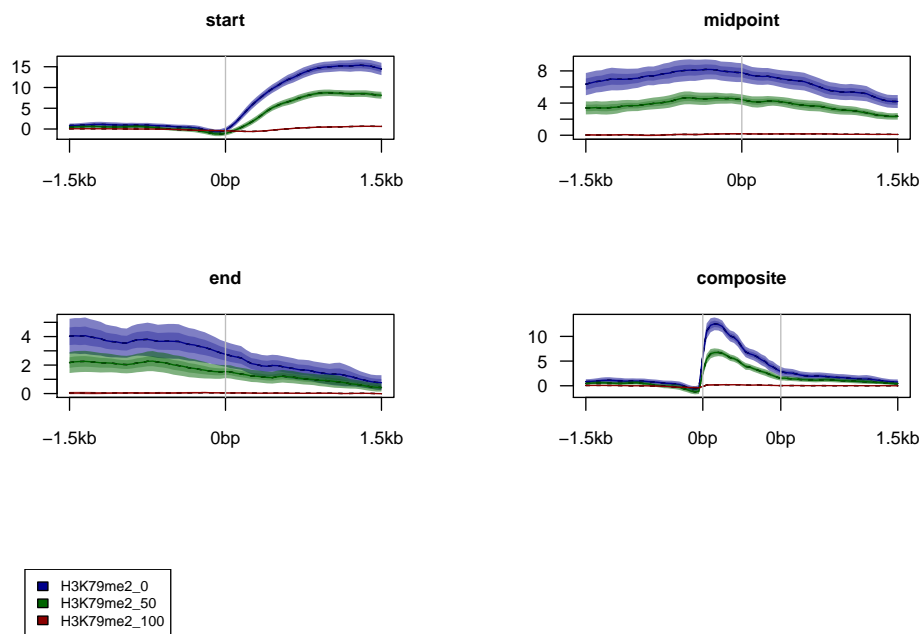 start
15
10
5
0
−1.5kb 0bp 1.5kb
midpoint
8
4
0
−1.5kb 0bp 1.5kb
end
4
2
0
−1.5kb 0bp 1.5kb
composite
10
5
0
−1.5kb 0bp 0bp 1.5kb
H3K79me2_0
H3K79me2_50
H3K79me2_100